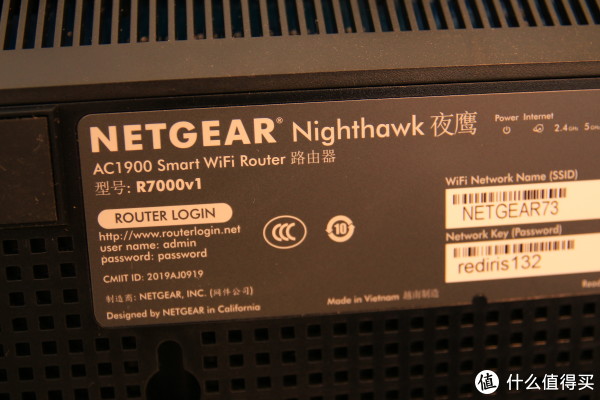 NETGEAR® Nighthawk 夜鹰
Power Internet
2.4 GHz 5 GHz
AC1900 Smart WiFi Router 路由器
型号: R7000v1
WiFi Network Name (SSID)
NETGEAR73
ROUTER LOGIN
http://www.routerlogin.net
user name: admin
password: password
CCC
10
Network Key (Password)
rediris132
CMIIT ID: 2019AJ0919
制造商: NETGEAR, INC. (网件公司)
Made in Vietnam 越南制造
Designed by NETGEAR in California
值 什么值得买